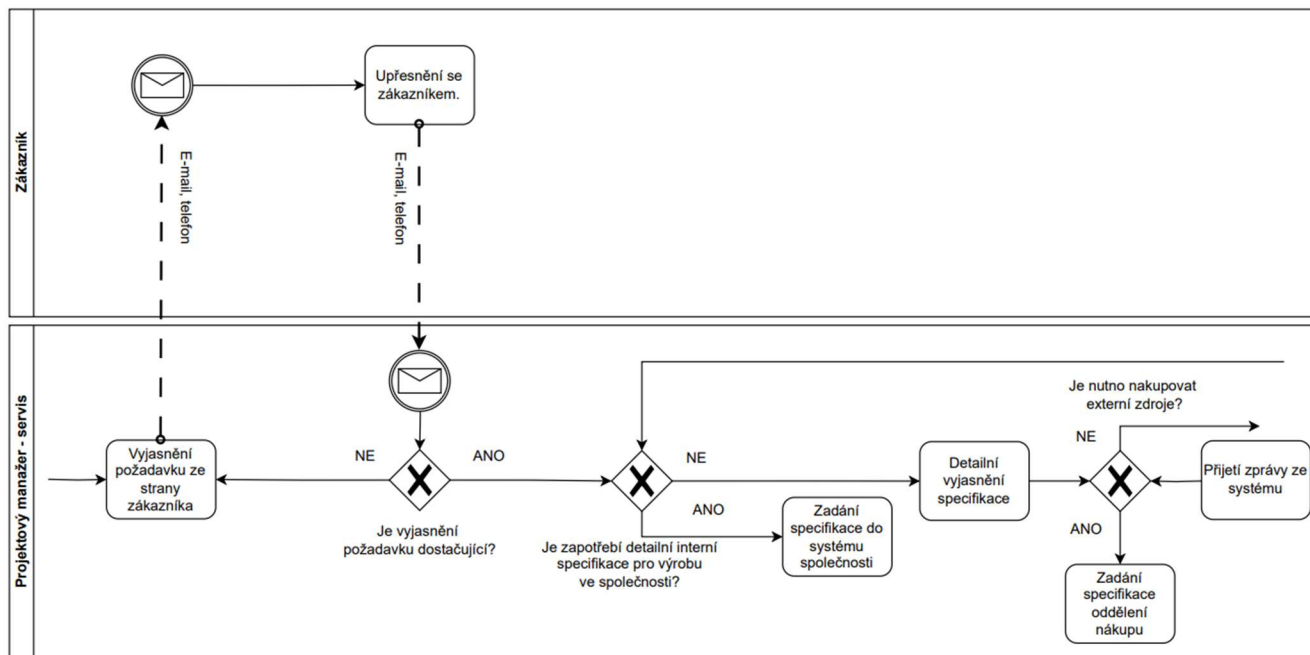 Zákazník
Upřesnění se
zákazníkem.
E-mail, telefon
E-mail, telefon
Projektový manažer - servis
Vyjasnění
požadavku ze
strany
zákazníka
NE
ANO
Je vyjasnění
požadavku dostačující?
NE
ANO
Je zapotřebí detailní interní
specifikace pro výrobu
ve společnosti?
Zadání
specifikace do
systému
společnosti
Detailní
vyjasnění
specifikace
Je nutno nakupovat
externí zdroje?
NE
ANO
Přijetí zprávy ze
systému
Zadání
specifikace
oddělení
nákupu